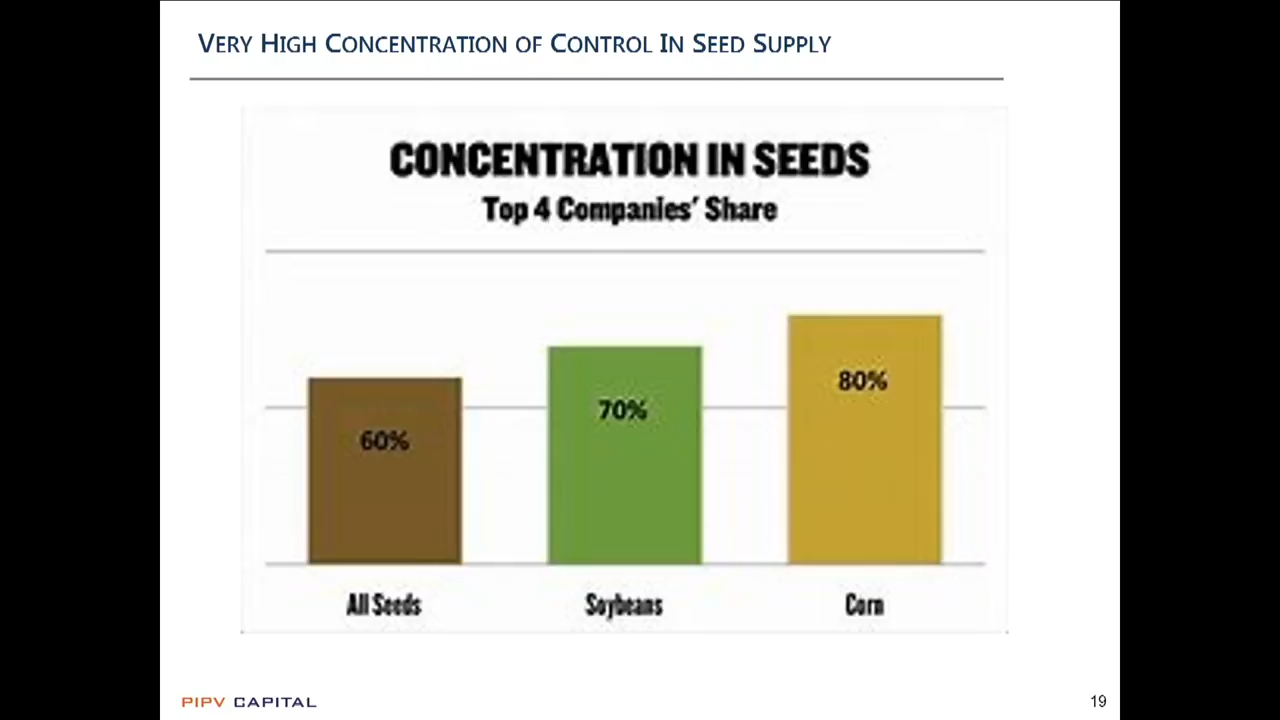 VERY HIGH CONCENTRATION OF CONTROL IN SEED SUPPLY
CONCENTRATION IN SEEDS
Top 4 Companies' Share
60%
70%
80%
All Seeds
Soybeans
Corn
PIPV CAPITAL
19